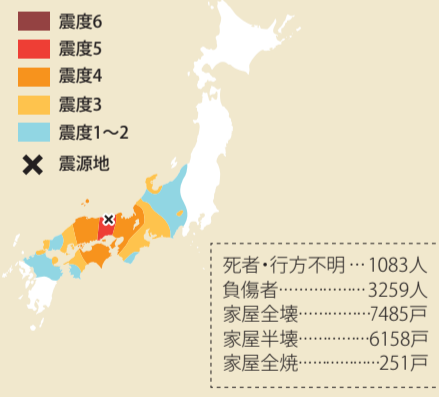 震度6
震度5
震度4
震度3
震度1～2
震源地
死者・行方不明…1083人
負傷者………………3259人
家屋全壊……………7485戸
家屋半壊……………6158戸
家屋全焼………………251戸